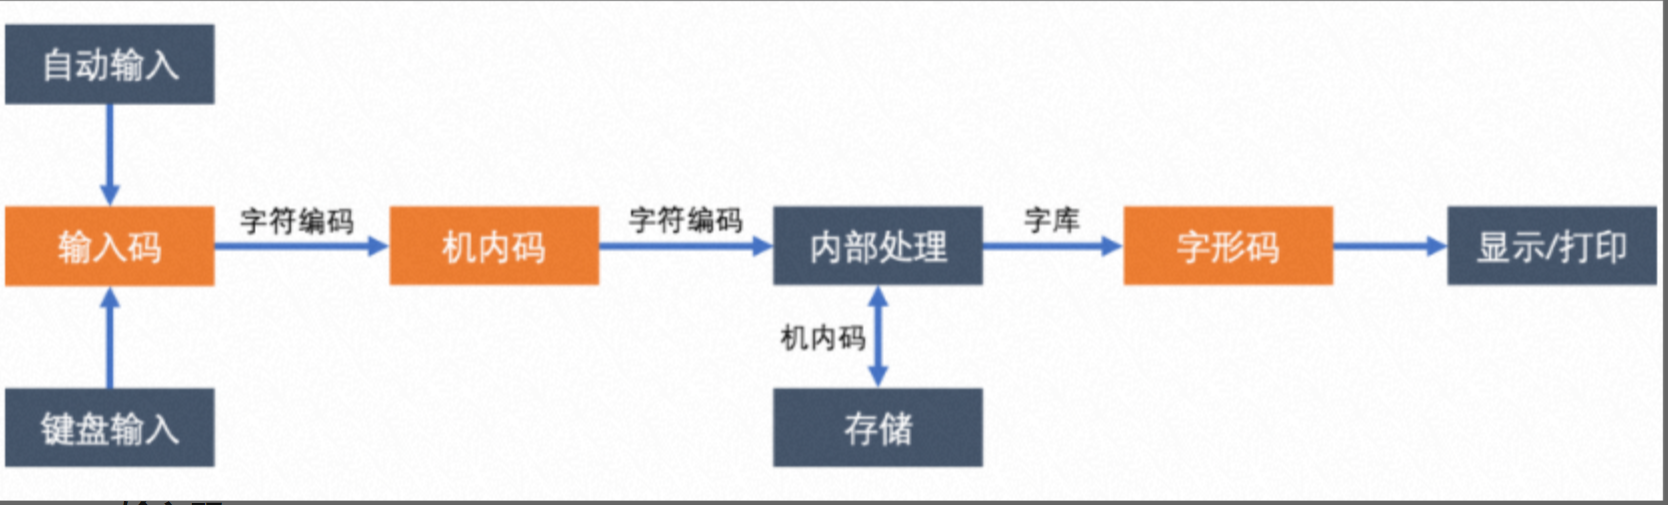 自动输入
输入码
字符编码
机内码
字符编码
内部处理
字库
字形码
显示/打印
机内码
键盘输入
存储